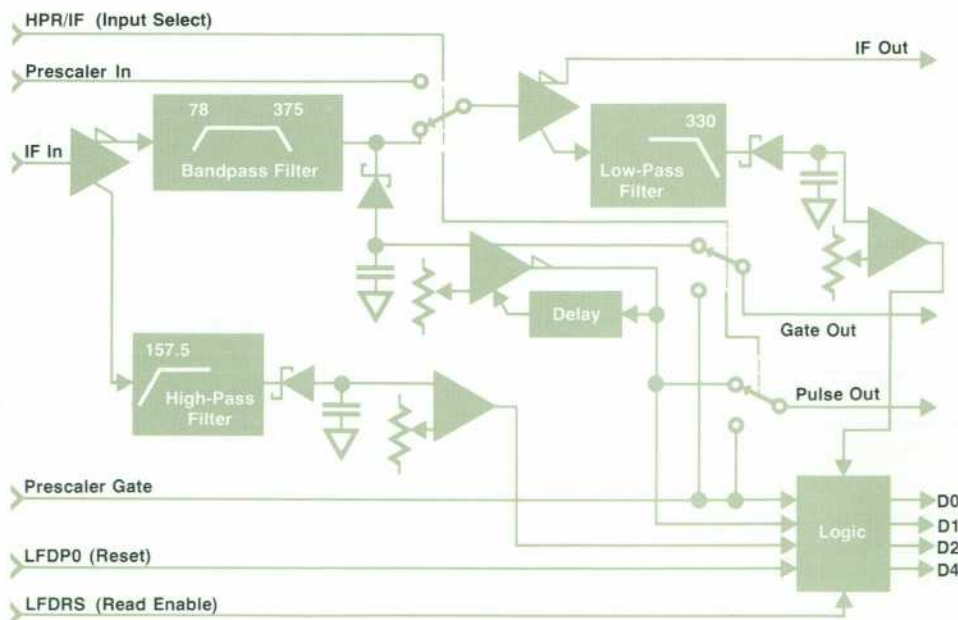 HPR/IF (Input Select)
IF Out
Prescaler In
78 375
Bandpass Filter
330
Low-Pass
Filter
IF In
Delay
Gate Out
157.5
High-Pass
Filter
Pulse Out
Prescaler Gate
Logic
D0
D1
D2
D4
LFDP0 (Reset)
LFDRS (Read Enable)